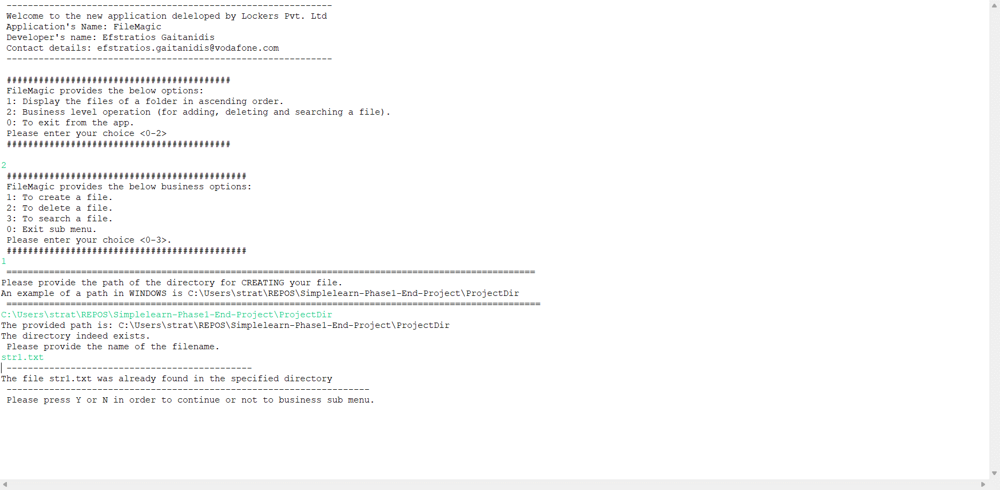 -------------------------------------------------------------
Welcome to the new application deleloped by Lockers Pvt. Ltd
Application's Name: FileMagic
Developer's name: Efstratios Gaitanidis
Contact details: efstratios.gaitanidis@vodafone.com
-------------------------------------------------------------
##########################################
FileMagic provides the below options:
1: Display the files of a folder in ascending order.
2: Business level operation (for adding, deleting and searching a file).
0: To exit from the app.
Please enter your choice <0-2>
##########################################
2
#############################################
FileMagic provides the below business options:
1: To create a file.
2: To delete a file.
3: To search a file.
0: Exit sub menu.
Please enter your choice <0-3>.
#############################################
1
===================================================================================================
Please provide the path of the directory for CREATING your file.
An example of a path in WINDOWS is C:\Users\strat\REPOS\Simplelearn-Phase1-End-Project\ProjectDir
====================================================================================================
C:\Users\strat\REPOS\Simplelearn-Phase1-End-Project\ProjectDir
The provided path is: C:\Users\strat\REPOS\Simplelearn-Phase1-End-Project\ProjectDir
The directory indeed exists.
Please provide the name of the filename.
str1.txt
----------------------------------------------
The file str1.txt was already found in the specified directory
--------------------------------------------------------------------
Please press Y or N in order to continue or not to business sub menu.